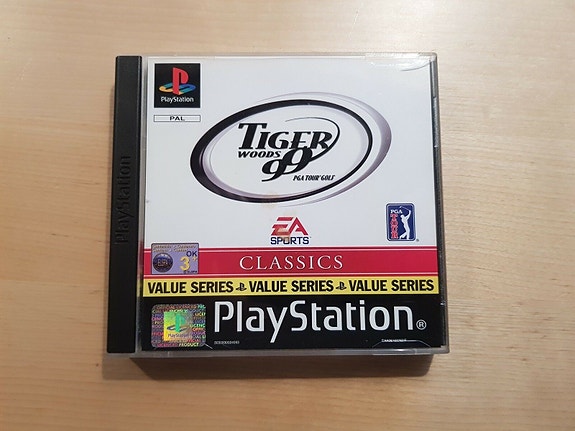 PlayStation
PlayStation
PAL
TIGER
WOODS 99
PGA TOUR GOLF
EA
SPORTS
PGA
TOUR
OK
3
CLASSICS
VALUE SERIES VALUE SERIES VALUE SERIES
PlayStation®